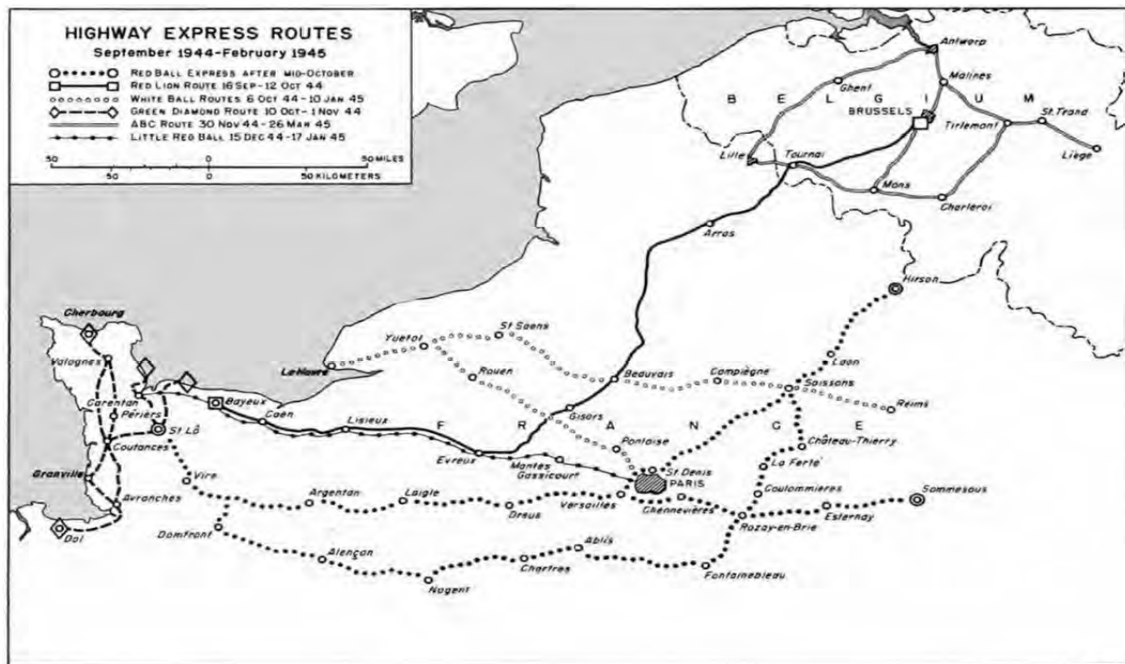 HIGHWAY EXPRESS ROUTES
September 1944-February 1945
RED BALL EXPRESS AFTER MID-OCTOBER
RED LION ROUTE 16 SEP-12 OCT 44
WHITE BALL ROUTES 6 OCT 44-10 JAN 45
GREEN DIAMOND ROUTE 10 OCT-1 NOV 44
ABC ROUTE 30 NOV 44-26 MAR 45
LITTLE RED BALL 15 DEC 44-17 JAN 45
50 0 50 MILES
50 0 50 KILOMETERS
Antwerp
Ghent
Malines
BELGIUM
BRUSSELS
Tirlemont
St. Trond
Liege
Lille
Tournai
Mons
Charleroi
Arras
Hirson
Cherbourg
Valognes
Le Havre
Yvetot
St Saens
Rouen
Beauvais
Compiègne
Laon
Soissons
Reims
Carentan
Périers
Bayeux
Caen
Lisieux
Gisors
FRANCE
St Lô
Coutances
Pontoise
Château-Thierry
Evreux
Mantes
Gassicourt
St. Denis
PARIS
La Ferté
Granville
Vire
Avranches
Argentan
Laigle
Dreux
Versailles
Chennevières
Coulommieres
Sommesous
Rozay-en-Brie
Esternay
Dol
Domfront
Alençan
Nogent
Chartres
Ablis
Fontainebleau